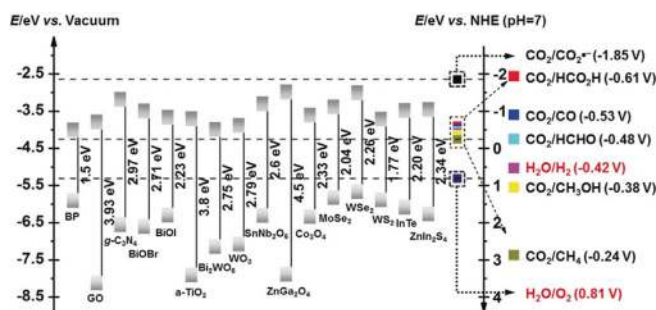 E/eV vs. Vacuum
E/eV vs. NHE (pH=7)
-2.5
-3.5
-4.5
-5.5
-6.5
-7.5
-8.5
1.5 eV
3.93 eV
2.97 eV
2.71 eV
2.23 eV
3.8 eV
2.75 eV
2.79 eV
2.6 eV
4.5 eV
2.33 eV
2.04 eV
2.26 eV
1.77 eV
2.20 eV
2.34 eV
BP
GO
g-C₃N₄
BiOBr
BiOI
a-TiO₂
Bi₂WO₆
WO₃
SnNb₂O₆
ZnGa₂O₄
Co₃O₄
MoSe₂
WSe₂
WS₂
InTe
ZnIn₂S₄
-2
-1
0
1
2
3
4
CO₂/CO₂•⁻ (-1.85 V)
CO₂/HCO₂H (-0.61 V)
CO₂/CO (-0.53 V)
CO₂/HCHO (-0.48 V)
H₂O/H₂ (-0.42 V)
CO₂/CH₃OH (-0.38 V)
CO₂/CH₄ (-0.24 V)
H₂O/O₂ (0.81 V)